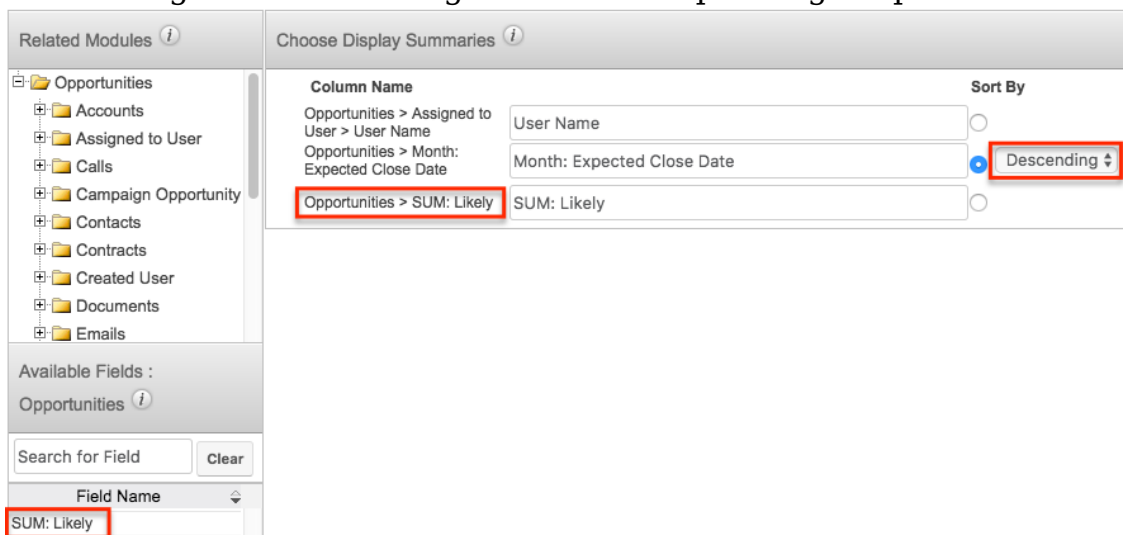 Related Modules i
Choose Display Summaries i
Opportunities
Accounts
Assigned to User
Calls
Campaign Opportunity
Contacts
Contracts
Created User
Documents
Emails
Column Name
Sort By
Opportunities > Assigned to
User > User Name
User Name
Opportunities > Month:
Expected Close Date
Month: Expected Close Date
Descending
Opportunities > SUM: Likely
SUM: Likely
Available Fields :
Opportunities i
Search for Field
Clear
Field Name
SUM: Likely